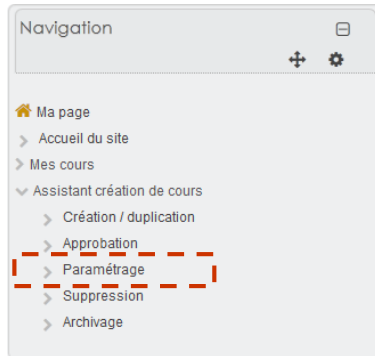 Navigation
Ma page
Accueil du site
Mes cours
Assistant création de cours
Création / duplication
Approbation
Paramétrage
Suppression
Archivage